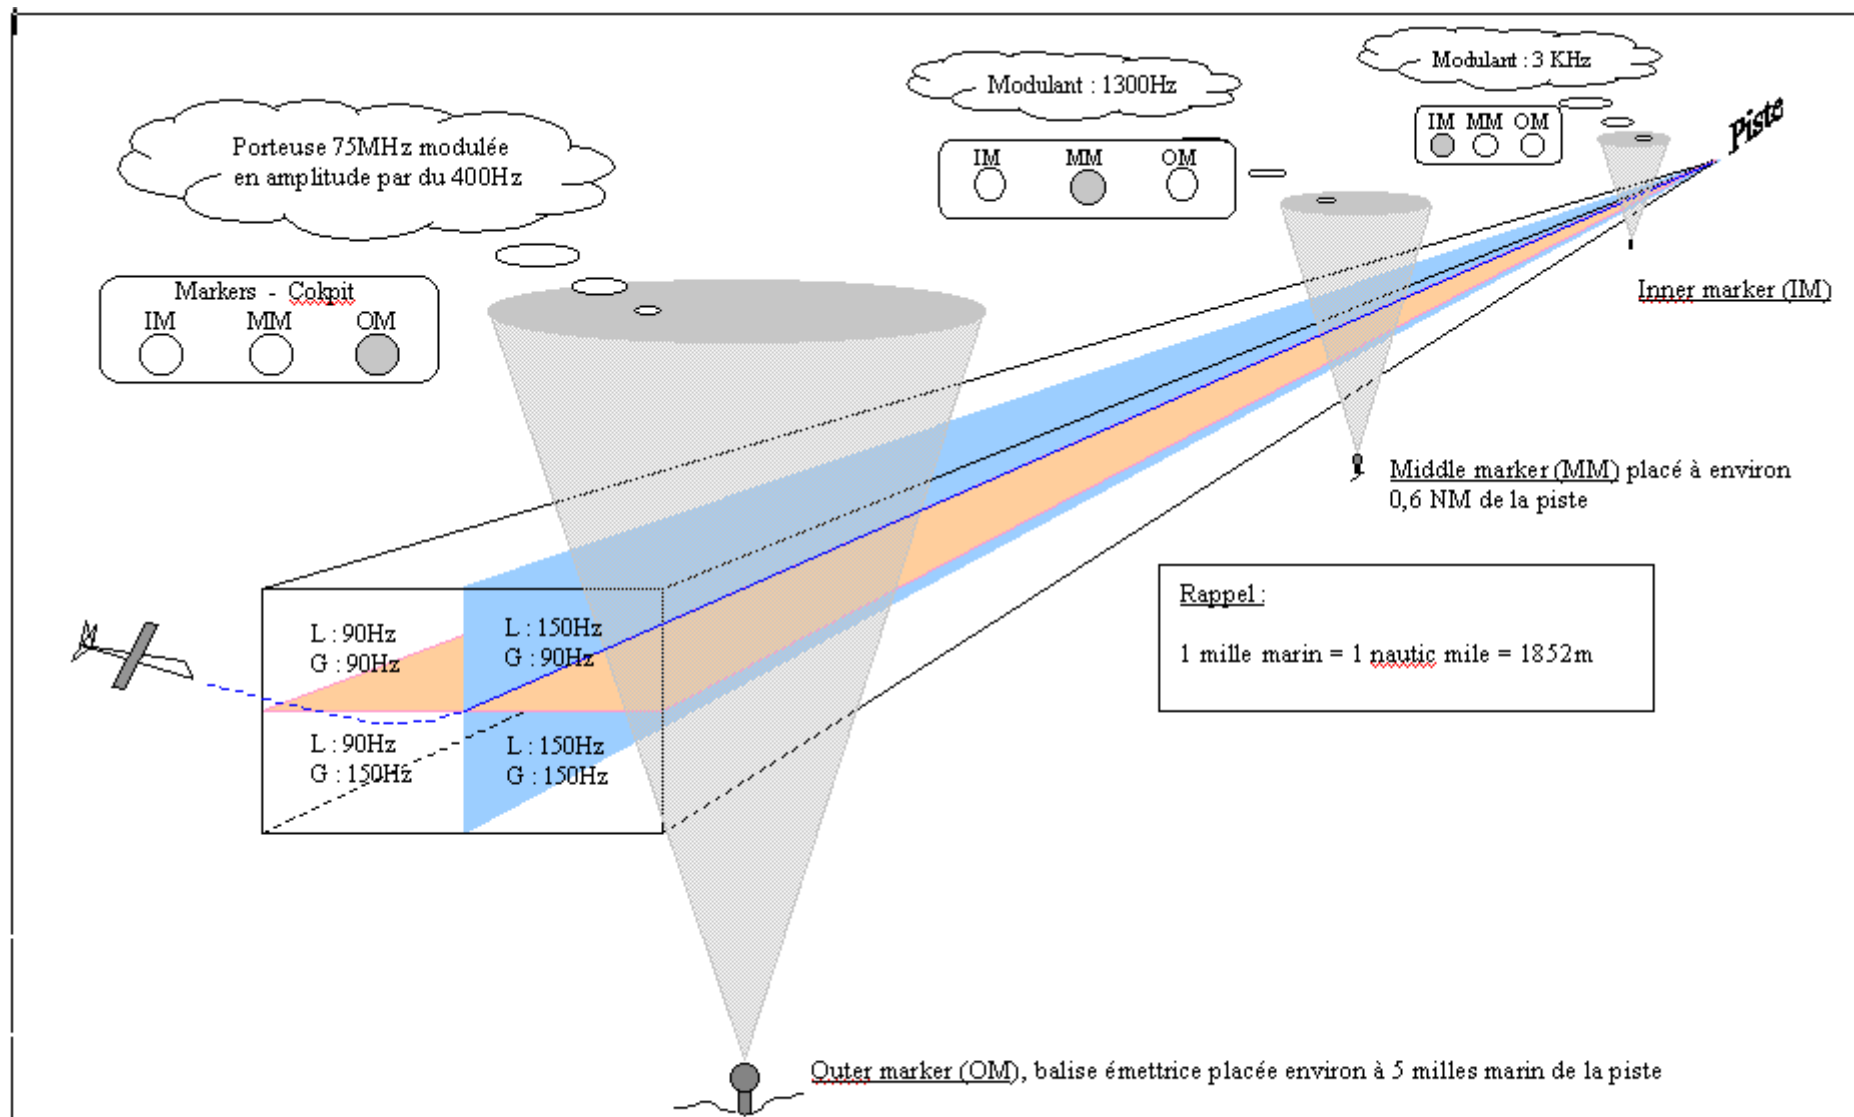 Porteuse 75MHz modulée
en amplitude par du 400Hz
Markers - Cokpit
IM MM OM
Modulant : 1300Hz
IM MM OM
Modulant : 3 KHz
IM MM OM
Piste
Inner marker (IM)
Middle marker (MM) placé à environ
0,6 NM de la piste
L : 90Hz
G : 90Hz
L : 150Hz
G : 90Hz
L : 90Hz
G : 150Hz
L : 150Hz
G : 150Hz
Rappel :
1 mille marin = 1 nautic mile = 1852m
Outer marker (OM), balise émettrice placée environ à 5 milles marin de la piste